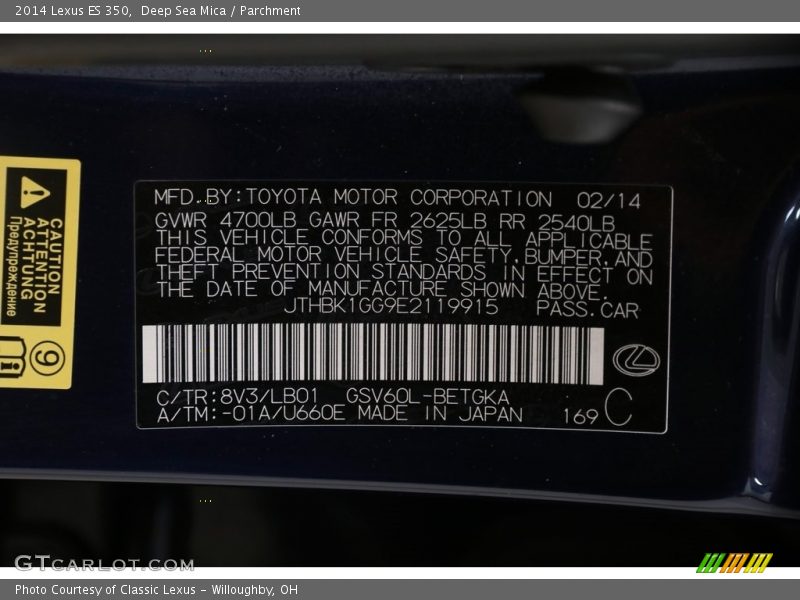 2014 Lexus ES 350,  Deep Sea Mica / Parchment
MFD.BY:TOYOTA MOTOR CORPORATION 02/14
GVWR 4700LB GAWR FR 2625LB RR 2540LB
THIS VEHICLE CONFORMS TO ALL APPLICABLE
FEDERAL MOTOR VEHICLE SAFETY,BUMPER,AND
THEFT PREVENTION STANDARDS IN EFFECT ON
THE DATE OF MANUFACTURE SHOWN ABOVE.
JTHBK1GG9E2119915 PASS.CAR
C/TR:8V3/LB01 GSV60L-BETGKA
A/TM:-01A/U660E MADE IN JAPAN 169 C
CAUTION
ATTENTION
ACHTUNG
Предупреждение
9
GTCARLOT.COM
Photo Courtesy of Classic Lexus - Willoughby, OH